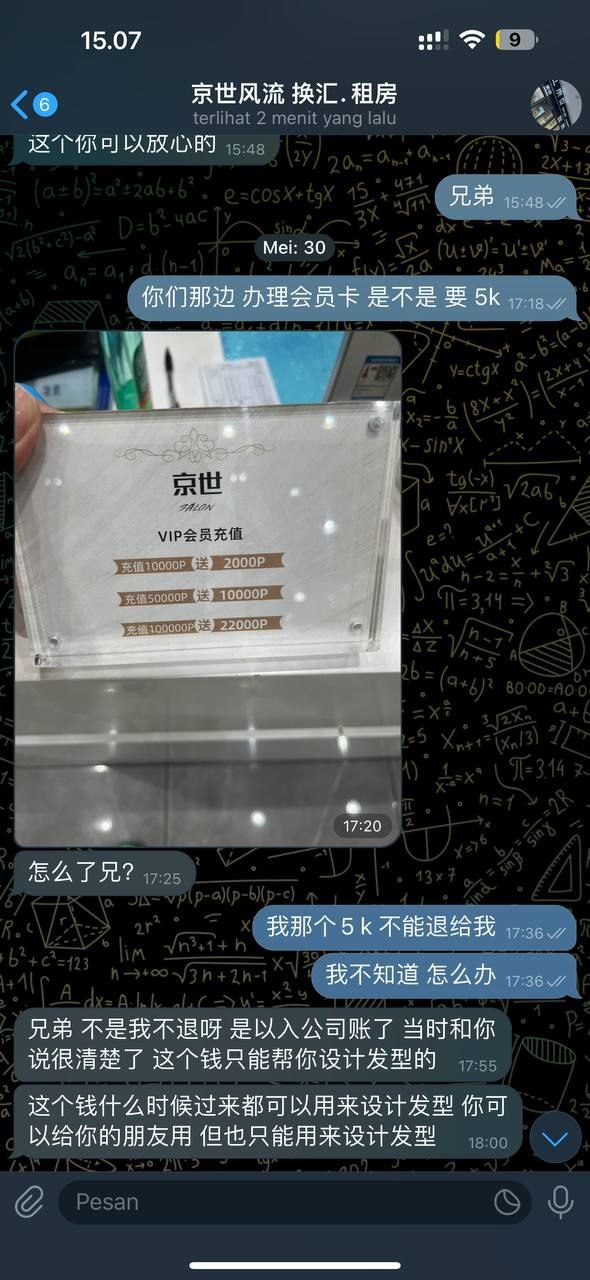 15.07
9
6
京世风流 换汇.租房
terlihat 2 menit yang lalu
这个你可以放心的 15:48
兄弟 15:48
Mei: 30
你们那边 办理会员卡 是不是 要 5k 17:18
京世
SALON
VIP会员充值
充值10000P 送 2000P
充值50000P 送 10000P
充值100000P 送 22000P
17:20
怎么了兄? 17:25
我那个 5 k 不能退给我 17:36
我不知道 怎么办 17:36
兄弟 不是我不退呀 是以入公司账了 当时和你
说很清楚了 这个钱只能帮你设计发型的 17:55
这个钱什么时候过来都可以用来设计发型 你可
以给你的朋友用 但也只能用来设计发型 18:00
Pesan